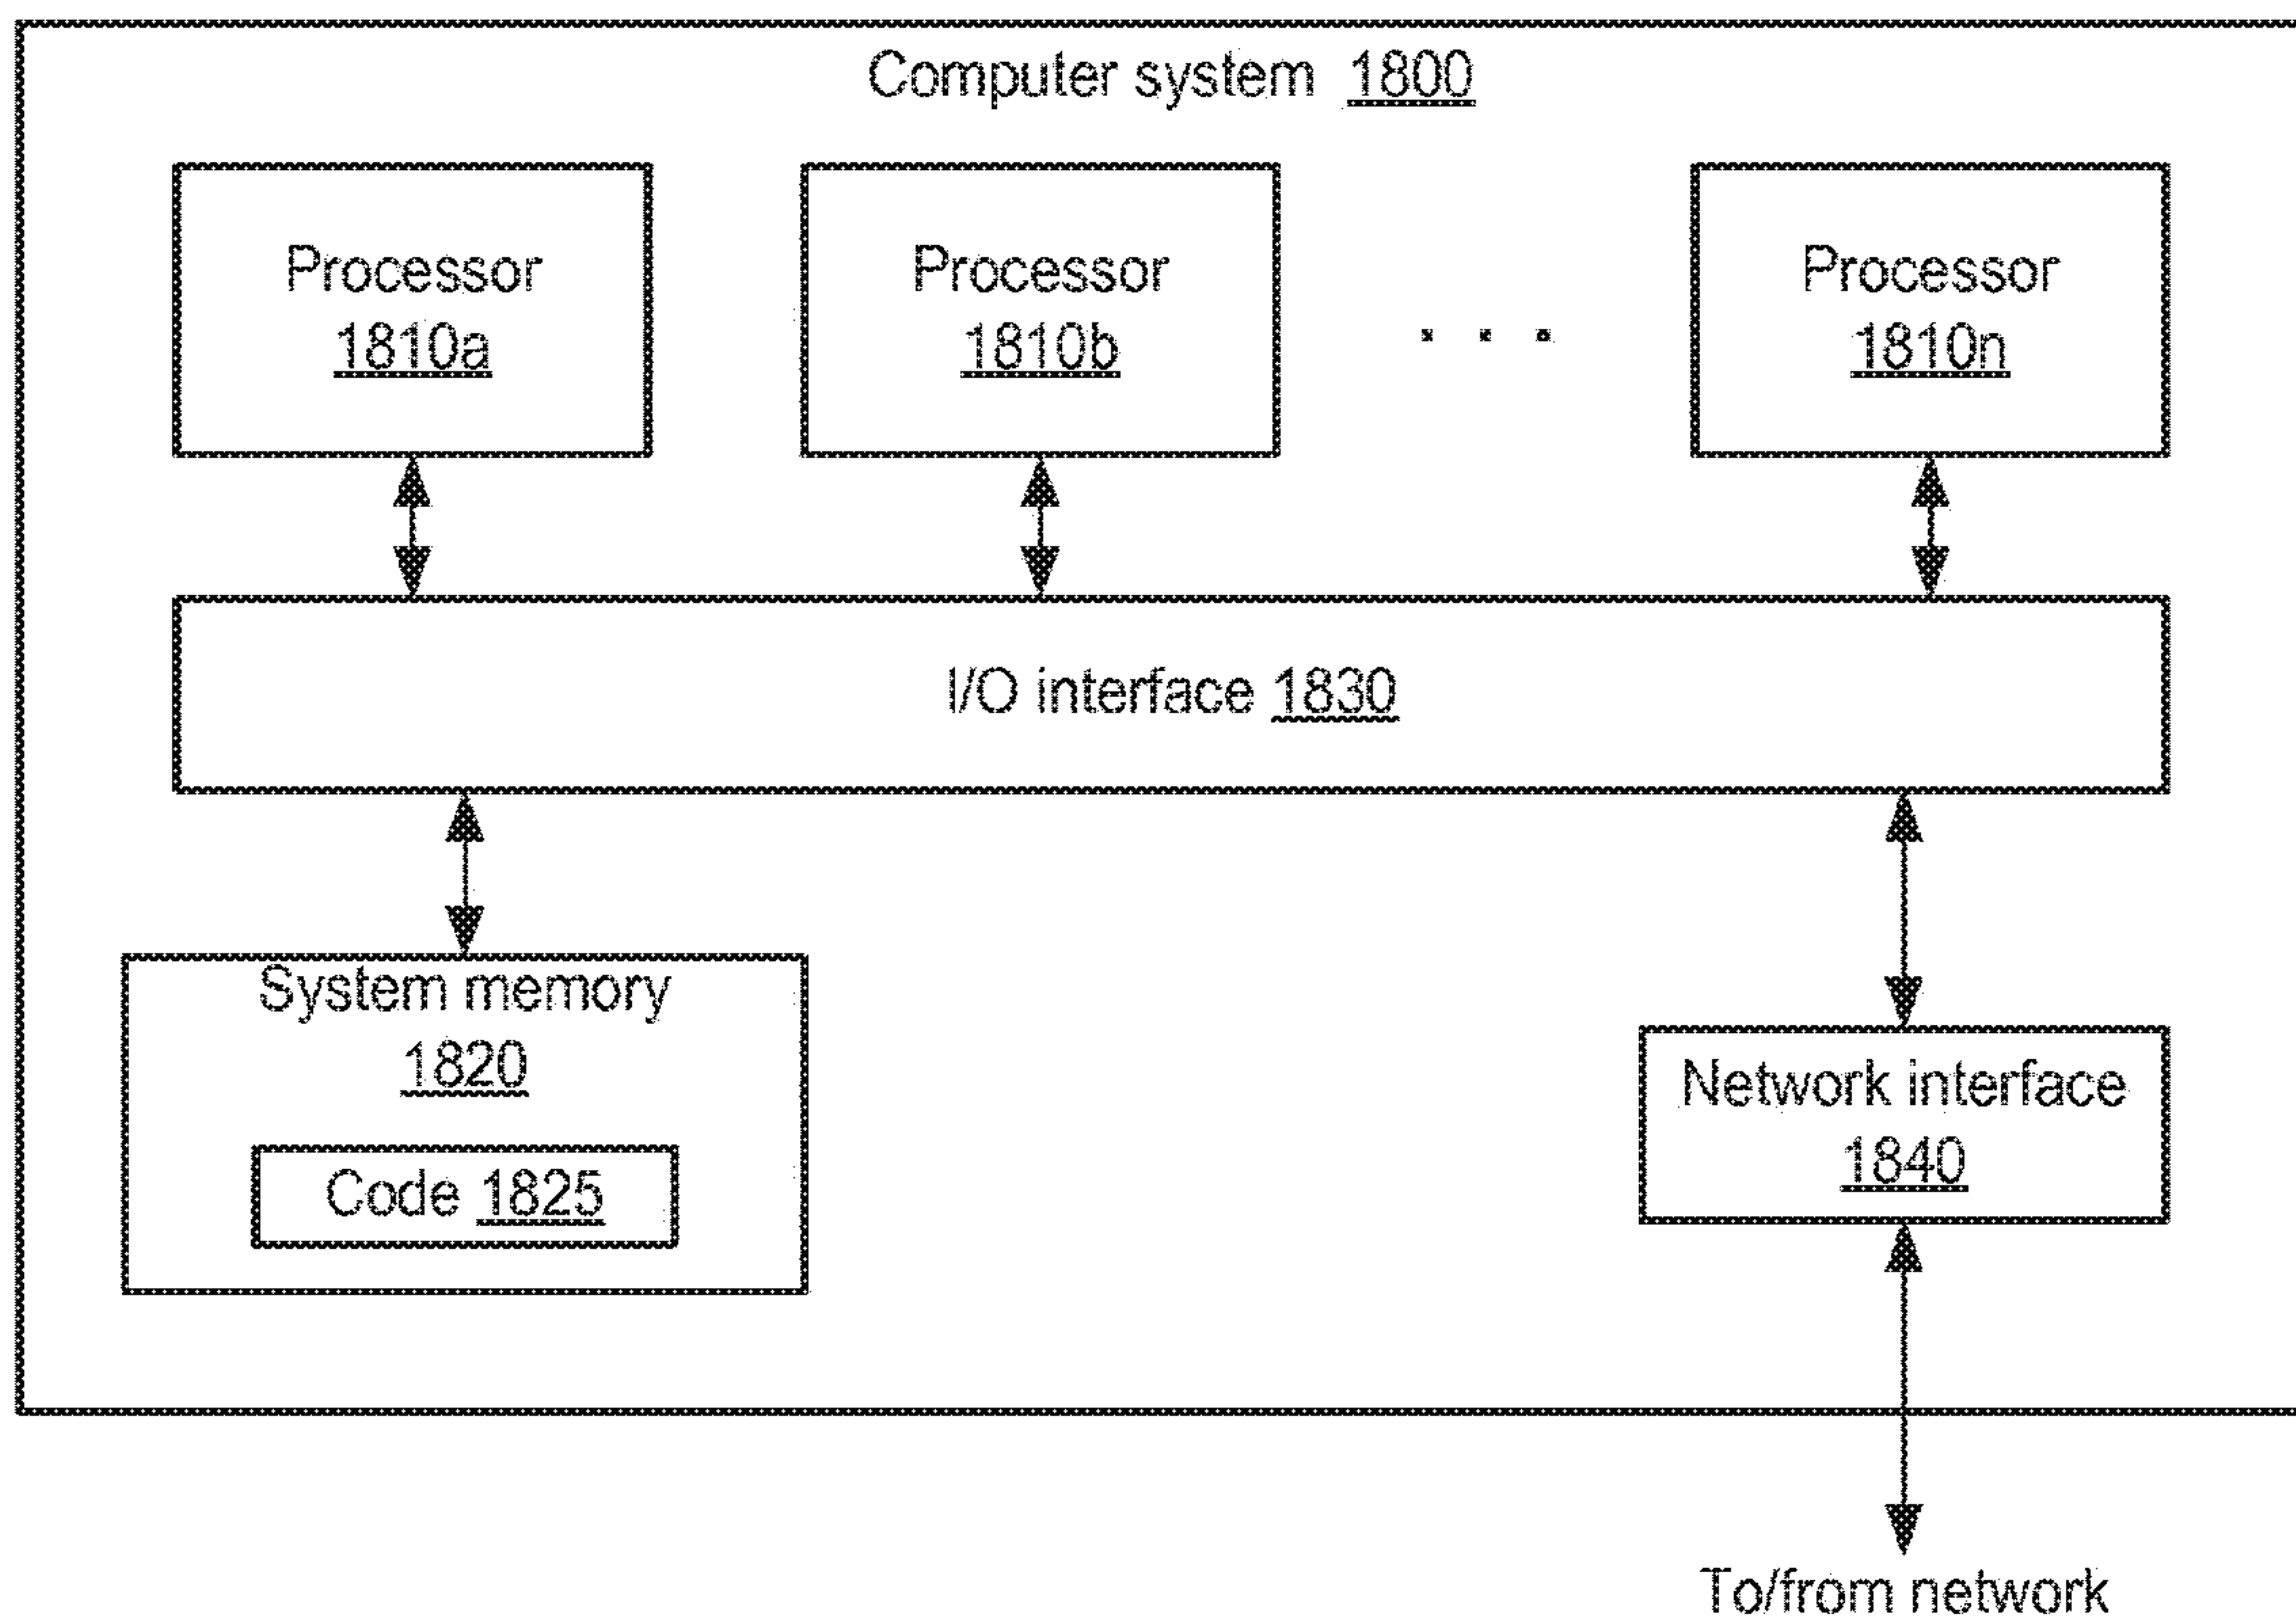 Computer system 1800
Processor
1810a
Processor
1810b
. . .
Processor
1810n
I/O interface 1830
System memory
1820
Code 1825
Network interface
1840
To/from network